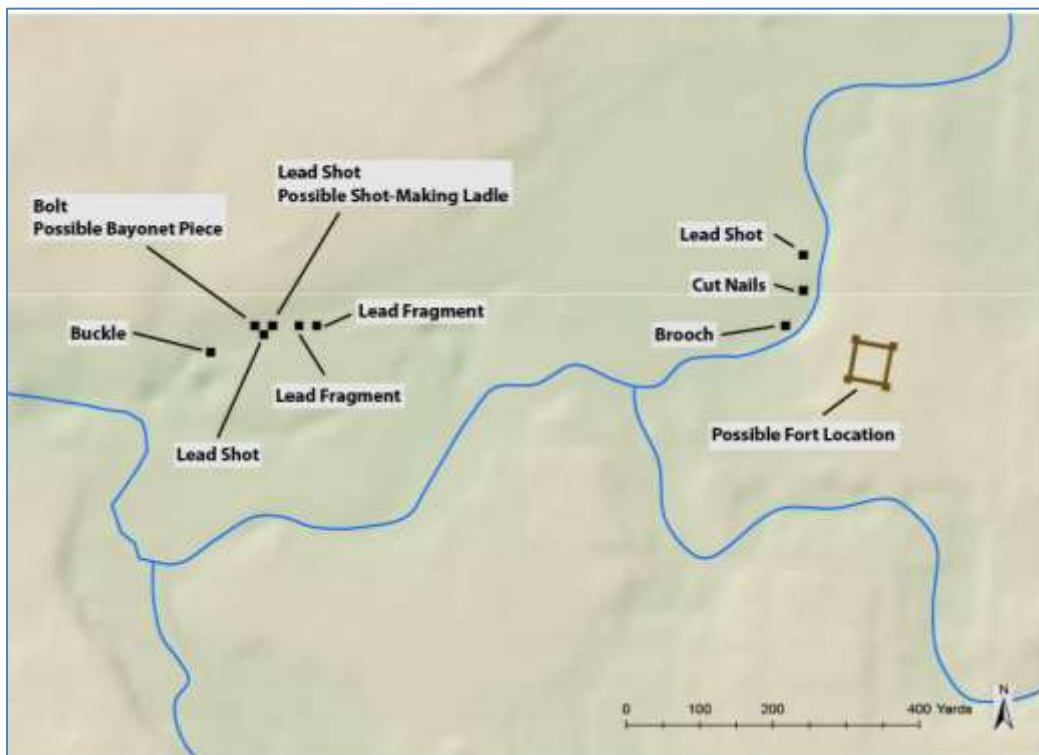 Lead Shot
Possible Shot-Making Ladle
Bolt
Possible Bayonet Piece
Lead Shot
Cut Nails
Lead Fragment
Buckle
Brooch
Lead Fragment
Possible Fort Location
Lead Shot
N
0 100 200 400 Yards